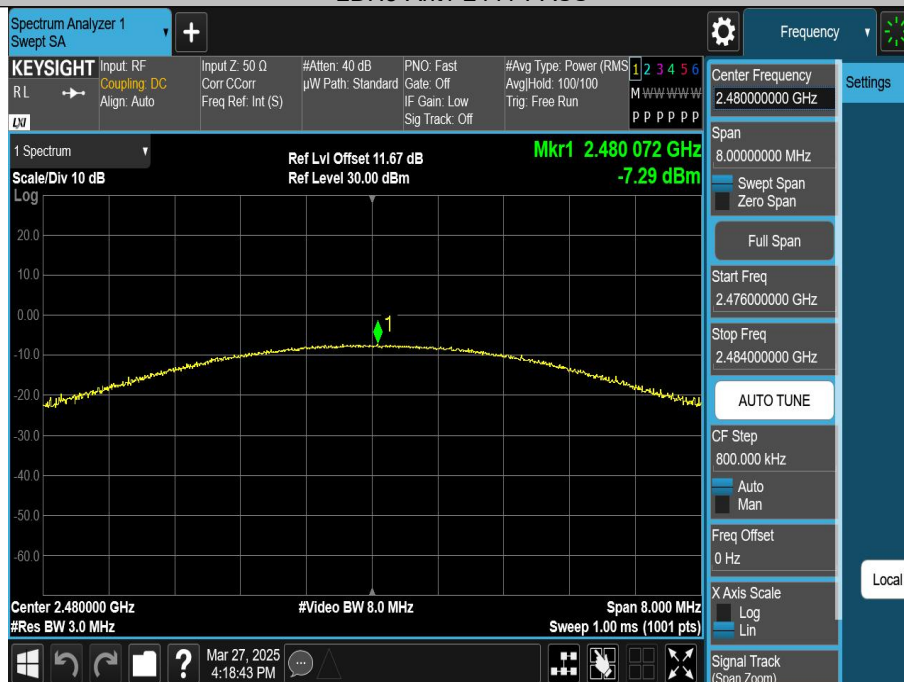 Spectrum Analyzer 1
Swept SA
+
Frequency
KEYSIGHT
RL
LXI
Input: RF
Coupling: DC
Align: Auto
Input Z: 50 Ω
Corr CCorr
Freq Ref: Int (S)
#Atten: 40 dB
µW Path: Standard
PNO: Fast
Gate: Off
IF Gain: Low
Sig Track: Off
#Avg Type: Power (RMS
Avg|Hold: 100/100
Trig: Free Run
1 2 3 4 5 6
M W W W W W
P P P P P P
1 Spectrum
Scale/Div 10 dB
Log
Ref Lvl Offset 11.67 dB
Ref Level 30.00 dBm
Mkr1 2.480 072 GHz
-7.29 dBm
20.0
10.0
0.00
-10.0
-20.0
-30.0
-40.0
-50.0
-60.0
1
Center 2.480000 GHz
#Res BW 3.0 MHz
#Video BW 8.0 MHz
Span 8.000 MHz
Sweep 1.00 ms (1001 pts)
Mar 27, 2025
4:18:43 PM
?
Center Frequency
2.480000000 GHz
Span
8.00000000 MHz
Swept Span
Zero Span
Full Span
Start Freq
2.476000000 GHz
Stop Freq
2.484000000 GHz
AUTO TUNE
CF Step
800.000 kHz
Auto
Man
Freq Offset
0 Hz
X Axis Scale
Log
Lin
Signal Track
(Span Zoom)
Settings
Local